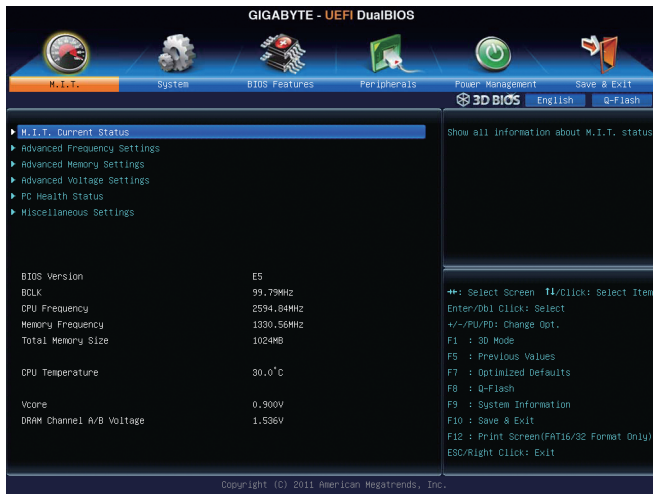 GIGABYTE - UEFI DualBIOS
M.I.T. System BIOS Features Peripherals Power Management Save & Exit
3D BIOS English Q-Flash
M.I.T. Current Status
Advanced Frequency Settings
Advanced Memory Settings
Advanced Voltage Settings
PC Health Status
Miscellaneous Settings
Show all information about M.I.T. status
BIOS Version E5
BCLK 99.79MHz
CPU Frequency 2594.84MHz
Memory Frequency 1330.56MHz
Total Memory Size 1024MB
CPU Temperature 30.0°C
Vcore 0.900V
DRAM Channel A/B Voltage 1.536V
→←: Select Screen ↑↓/Click: Select Item
Enter/Dbl Click: Select
+/-/PU/PD: Change Opt.
F1 : 3D Mode
F5 : Previous Values
F7 : Optimized Defaults
F8 : Q-Flash
F9 : System Information
F10 : Save & Exit
F12 : Print Screen(FAT16/32 Format Only)
ESC/Right Click: Exit
Copyright (C) 2011 American Megatrends, Inc.